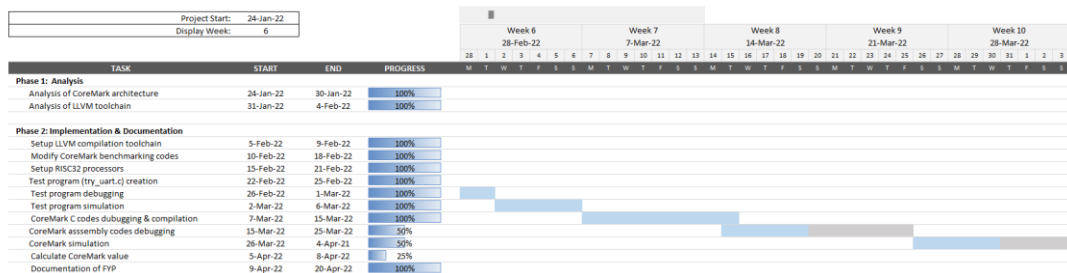 Project Start: 24-Jan-22
Display Week: 6
Week 6 Week 7 Week 8 Week 9 Week 10
28-Feb-22 7-Mar-22 14-Mar-22 21-Mar-22 28-Mar-22
28 1 2 3 4 5 6 7 8 9 10 11 12 13 14 15 16 17 18 19 20 21 22 23 24 25 26 27 28 29 30 31 1 2 3
TASK START END PROGRESS M T W T F S S M T W T F S S M T W T F S S M T W T F S S M T W T F S S
Phase 1: Analysis
Analysis of CoreMark architecture 24-Jan-22 30-Jan-22 100%
Analysis of LLVM toolchain 31-Jan-22 4-Feb-22 100%
Phase 2: Implementation & Documentation
Setup LLVM compilation toolchain 5-Feb-22 9-Feb-22 100%
Modify CoreMark benchmarking codes 10-Feb-22 18-Feb-22 100%
Setup RISC32 processors 15-Feb-22 21-Feb-22 100%
Test program (try_uart.c) creation 22-Feb-22 25-Feb-22 100%
Test program debugging 26-Feb-22 1-Mar-22 100%
Test program simulation 2-Mar-22 6-Mar-22 100%
CoreMark C codes dubugging & compilation 7-Mar-22 15-Mar-22 100%
CoreMark asssembly codes debugging 15-Mar-22 25-Mar-22 50%
CoreMark simulation 26-Mar-22 4-Apr-21 50%
Calculate CoreMark value 5-Apr-22 8-Apr-22 25%
Documentation of FYP 9-Apr-22 20-Apr-22 100%